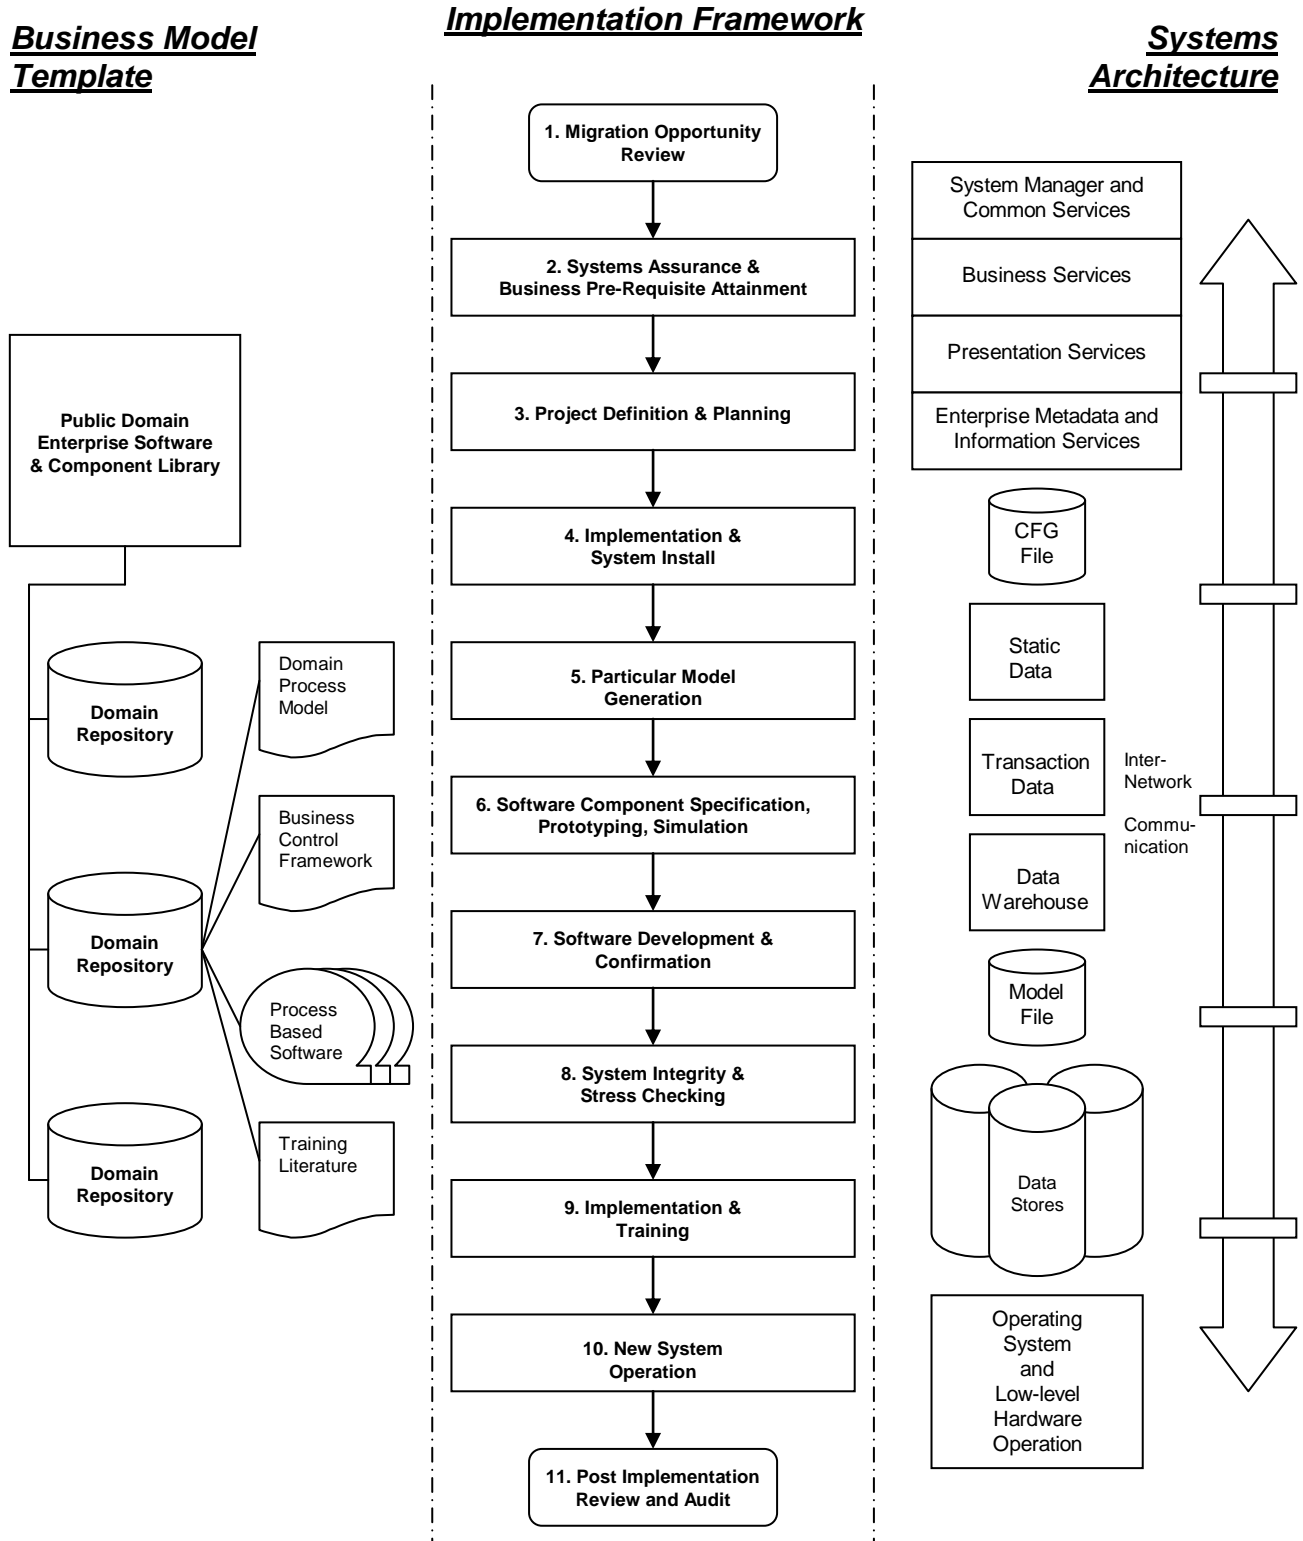 Business Model
Template
Implementation Framework
Systems
Architecture
Public Domain
Enterprise Software
& Component Library
Domain
Repository
Domain
Repository
Domain
Repository
Domain
Process
Model
Business
Control
Framework
Process
Based
Software
Training
Literature
1. Migration Opportunity
Review
2. Systems Assurance &
Business Pre-Requisite Attainment
3. Project Definition & Planning
4. Implementation &
System Install
5. Particular Model
Generation
6. Software Component Specification,
Prototyping, Simulation
7. Software Development &
Confirmation
8. System Integrity &
Stress Checking
9. Implementation &
Training
10. New System
Operation
11. Post Implementation
Review and Audit
System Manager and
Common Services
Business Services
Presentation Services
Enterprise Metadata and
Information Services
CFG
File
Static
Data
Transaction
Data
Data
Warehouse
Model
File
Data
Stores
Operating
System
and
Low-level
Hardware
Operation
Inter-
Network
Commu-
nication